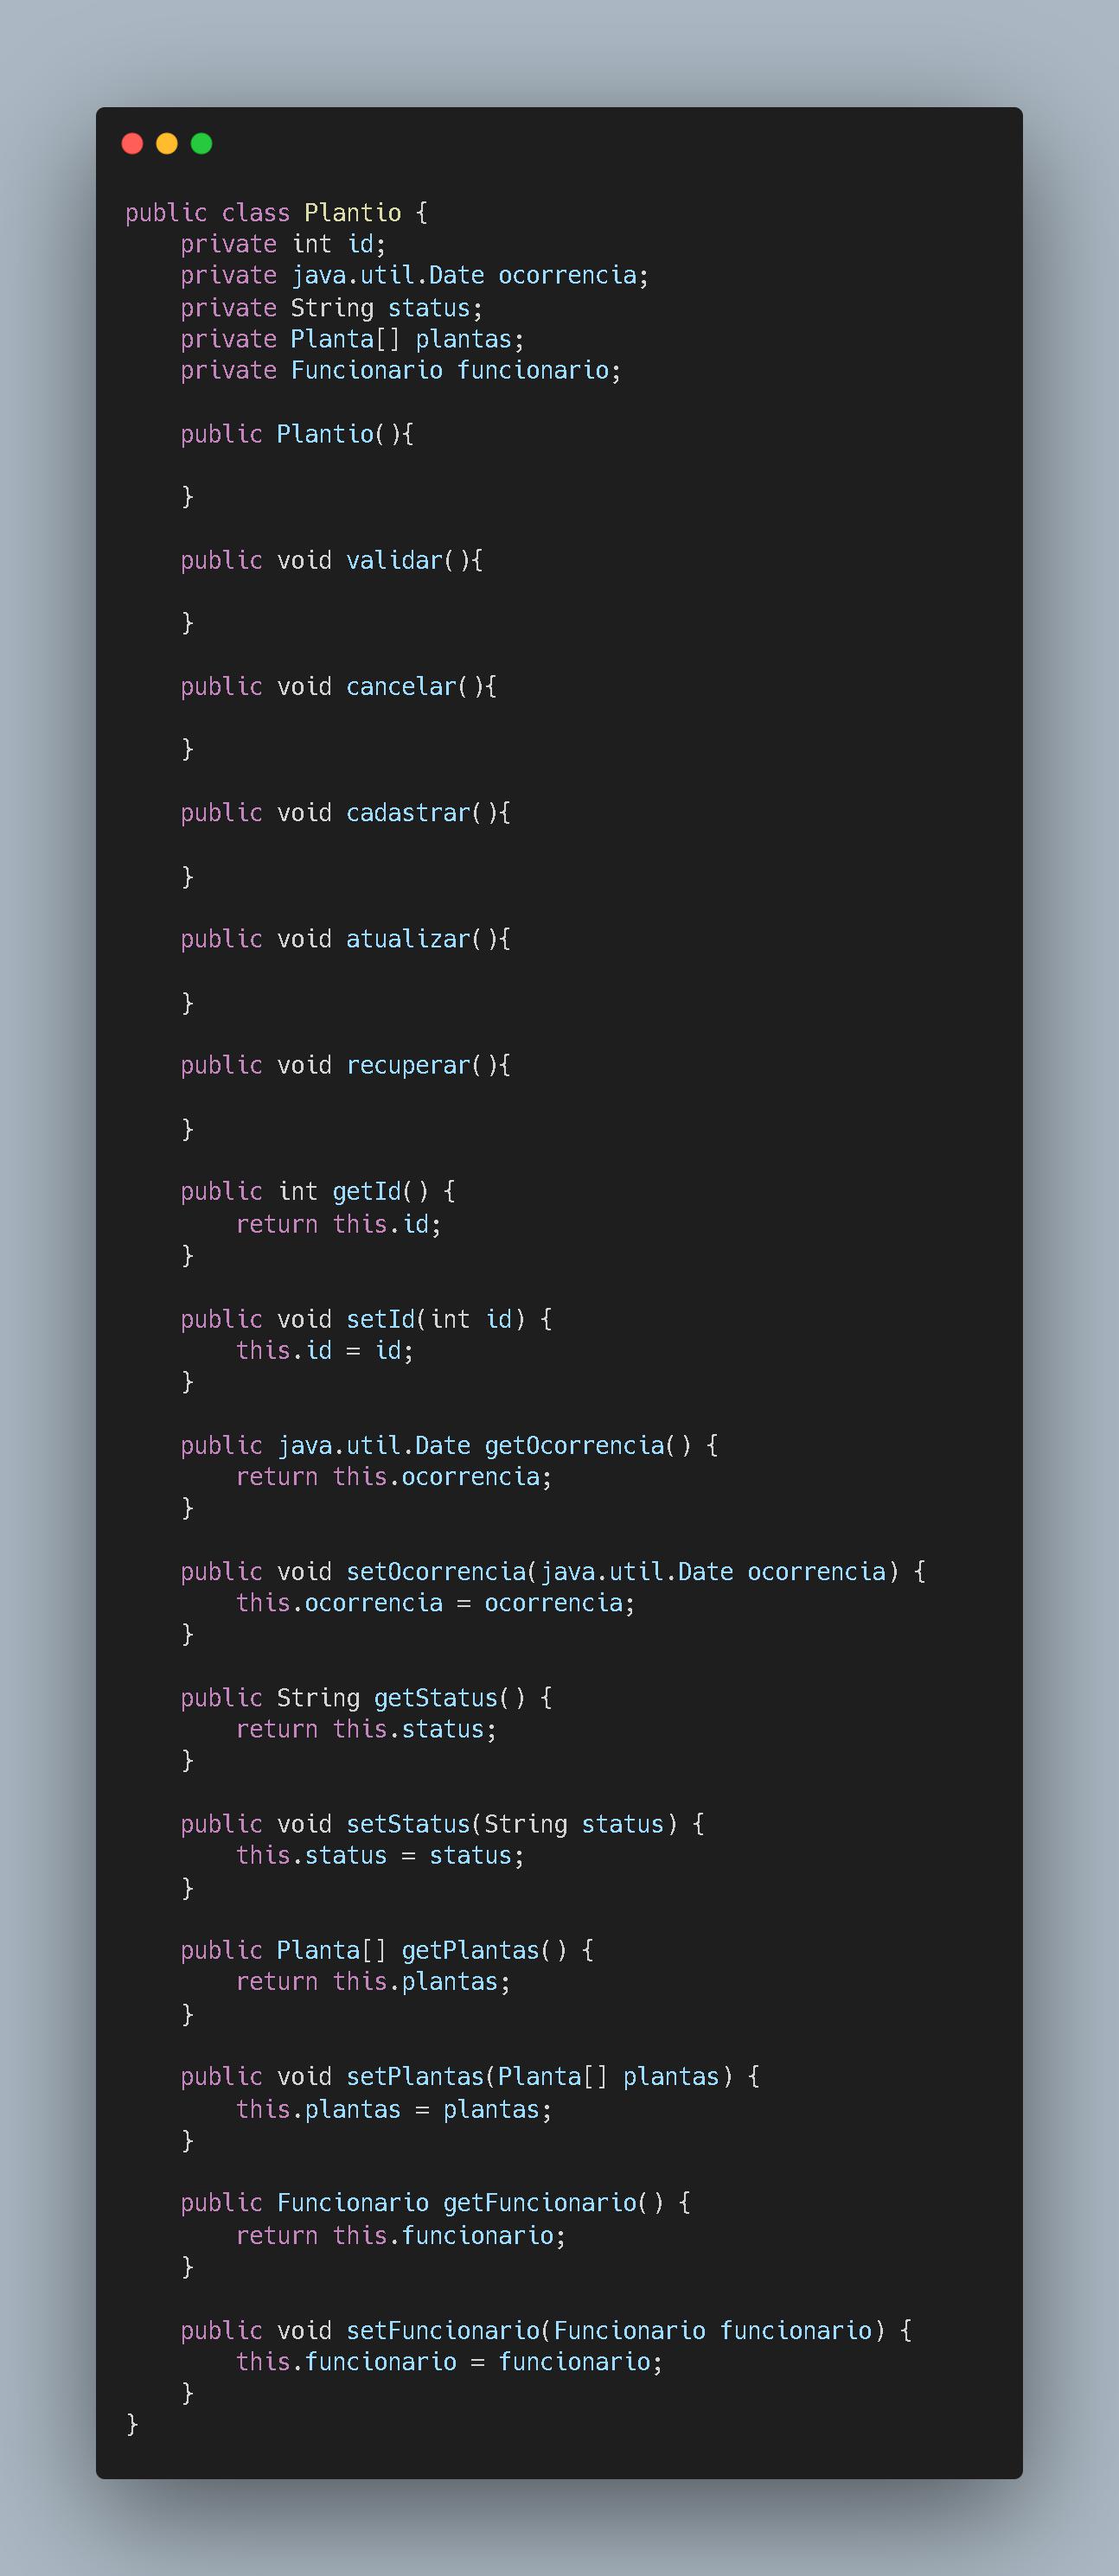 public class Plantio {
    private int id;
    private java.util.Date ocorrencia;
    private String status;
    private Planta[] plantas;
    private Funcionario funcionario;

    public Plantio(){

    }

    public void validar(){

    }

    public void cancelar(){

    }

    public void cadastrar(){

    }

    public void atualizar(){

    }

    public void recuperar(){

    }

    public int getId() {
        return this.id;
    }

    public void setId(int id) {
        this.id = id;
    }

    public java.util.Date getOcorrencia() {
        return this.ocorrencia;
    }

    public void setOcorrencia(java.util.Date ocorrencia) {
        this.ocorrencia = ocorrencia;
    }

    public String getStatus() {
        return this.status;
    }

    public void setStatus(String status) {
        this.status = status;
    }

    public Planta[] getPlantas() {
        return this.plantas;
    }

    public void setPlantas(Planta[] plantas) {
        this.plantas = plantas;
    }

    public Funcionario getFuncionario() {
        return this.funcionario;
    }

    public void setFuncionario(Funcionario funcionario) {
        this.funcionario = funcionario;
    }
}